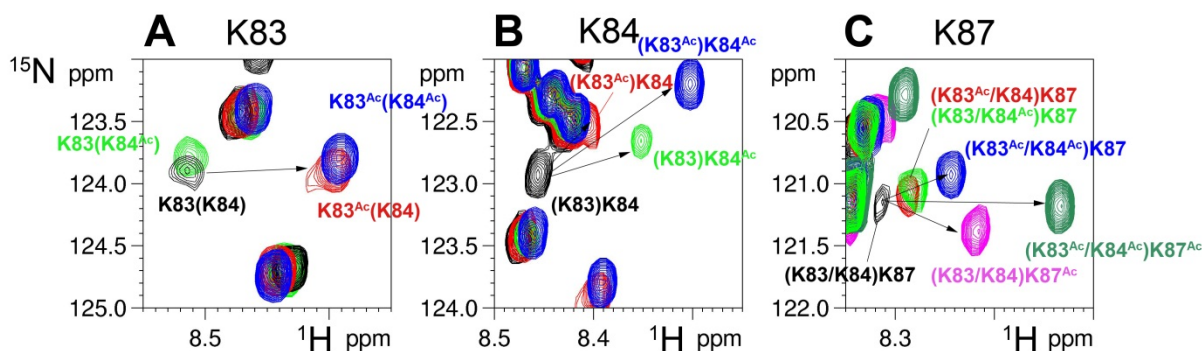 A K83
¹⁵N ppm
123.5
124.0
124.5
125.0
8.5
¹H ppm
K83ᴬᶜ(K84ᴬᶜ)
K83(K84ᴬᶜ)
K83(K84)
K83ᴬᶜ(K84)
B K84
ppm
122.0
122.5
123.0
123.5
124.0
8.5 8.4 ¹H ppm
(K83ᴬᶜ)K84ᴬᶜ
(K83ᴬᶜ)K84
(K83)K84ᴬᶜ
(K83)K84
C K87
ppm
120.5
121.0
121.5
122.0
8.3 ¹H ppm
(K83ᴬᶜ/K84)K87
(K83/K84ᴬᶜ)K87
(K83ᴬᶜ/K84ᴬᶜ)K87
(K83ᴬᶜ/K84ᴬᶜ)K87ᴬᶜ
(K83/K84)K87
(K83/K84)K87ᴬᶜ